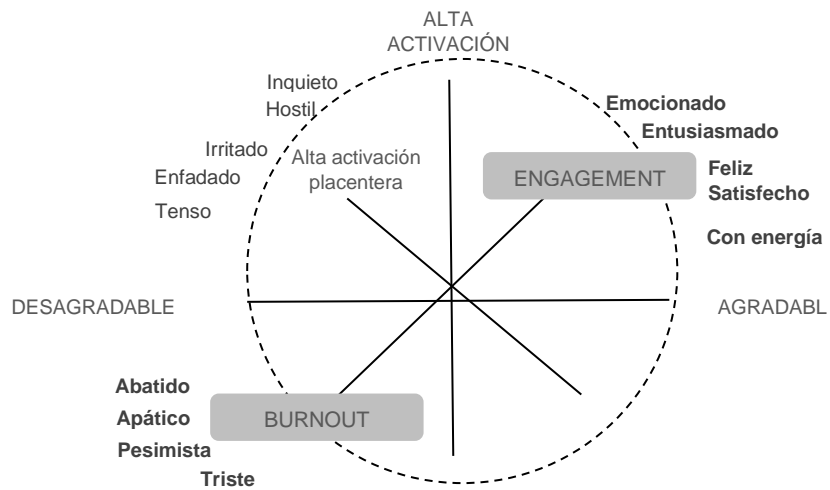 ALTA
ACTIVACIÓN
Inquieto
Hostil
Emocionado
Entusiasmado
Irritado
Alta activación
placentera
Enfadado
ENGAGEMENT
Feliz
Satisfecho
Tenso
Con energía
DESAGRADABLE
AGRADABL
Abatido
Apático
BURNOUT
Pesimista
Triste